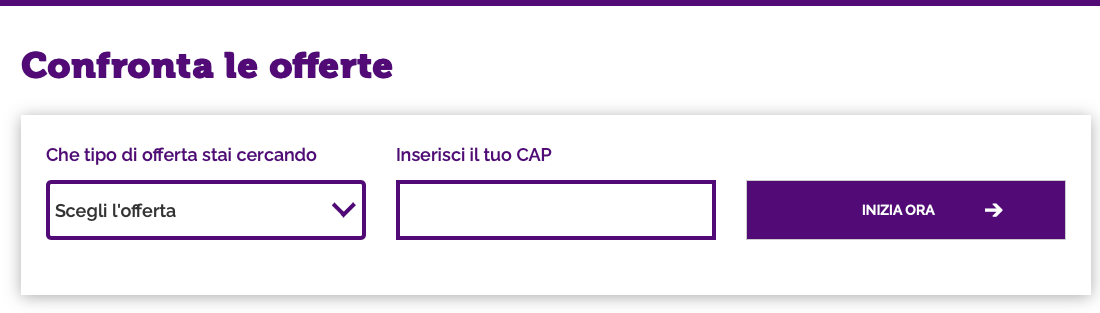 Confronta le offerte
Che tipo di offerta stai cercando
Inserisci il tuo CAP
Scegli l'offerta
INIZIA ORA